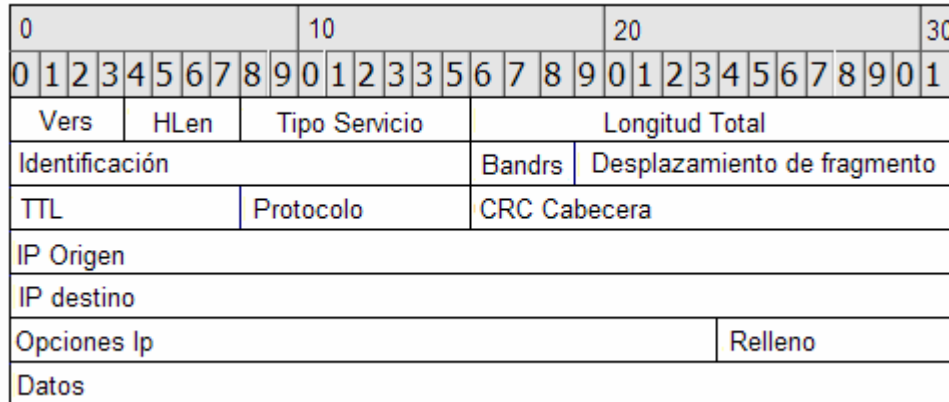 0 10 20 30
0 1 2 3 4 5 6 7 8 9 0 1 2 3 3 5 6 7 8 9 0 1 2 3 4 5 6 7 8 9 0 1
Vers HLen Tipo Servicio Longitud Total
Identificación Bandrs Desplazamiento de fragmento
TTL Protocolo CRC Cabecera
IP Origen
IP destino
Opciones Ip Relleno
Datos